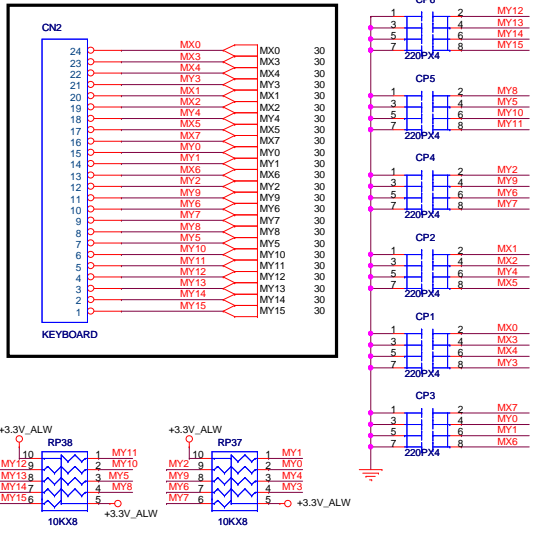 CN2
24 MX0 MX0 30
23 MX3 MX3 30
22 MX4 MX4 30
21 MY3 MY3 30
20 MX1 MX1 30
19 MX2 MX2 30
18 MY4 MY4 30
17 MX5 MX5 30
16 MX7 MX7 30
15 MY0 MY0 30
14 MY1 MY1 30
13 MX6 MX6 30
12 MY2 MY2 30
11 MY9 MY9 30
10 MY6 MY6 30
9 MY7 MY7 30
8 MY8 MY8 30
7 MY5 MY5 30
6 MY10 MY10 30
5 MY11 MY11 30
4 MY12 MY12 30
3 MY13 MY13 30
2 MY14 MY14 30
1 MY15 MY15 30
KEYBOARD
CP6
1 2 MY12
3 4 MY13
5 6 MY14
7 8 MY15
220PX4
CP5
1 2 MY8
3 4 MY5
5 6 MY10
7 8 MY11
220PX4
CP4
1 2 MY2
3 4 MY9
5 6 MY6
7 8 MY7
220PX4
CP2
1 2 MX1
3 4 MX2
5 6 MY4
7 8 MX5
220PX4
CP1
1 2 MX0
3 4 MX3
5 6 MX4
7 8 MY3
220PX4
CP3
1 2 MX7
3 4 MY0
5 6 MY1
7 8 MX6
220PX4
+3.3V_ALW
RP38
10 1 MY11
MY12 9 2 MY10
MY13 8 3 MY5
MY14 7 4 MY8
MY15 6 5
+3.3V_ALW
10KX8
+3.3V_ALW
RP37
10 1 MY1
MY2 9 2 MY0
MY9 8 3 MY4
MY6 7 4 MY3
MY7 6 5
+3.3V_ALW
10KX8